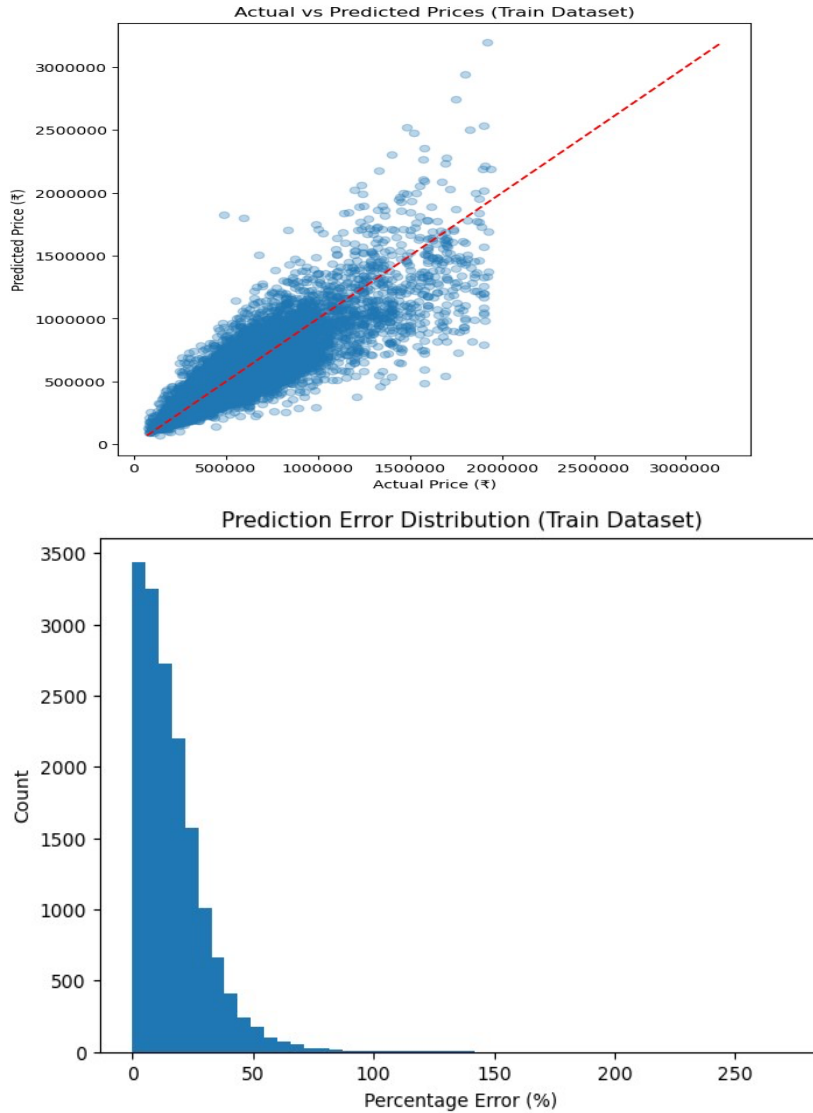 Actual vs Predicted Prices (Train Dataset)
Predicted Price (₹)
3000000
2500000
2000000
1500000
1000000
500000
0
0 500000 1000000 1500000 2000000 2500000 3000000
Actual Price (₹)
Prediction Error Distribution (Train Dataset)
Count
3500
3000
2500
2000
1500
1000
500
0
0 50 100 150 200 250
Percentage Error (%)